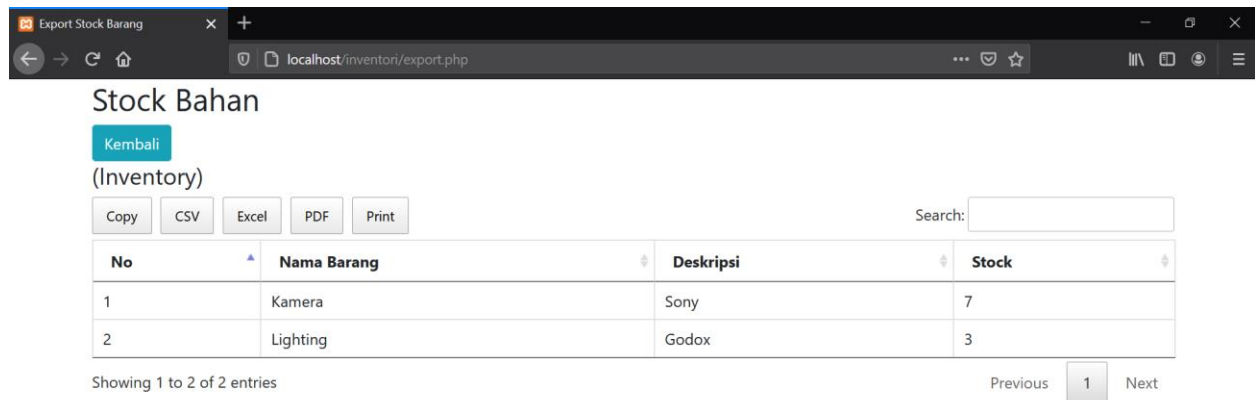 Export Stock Barang
localhost/inventori/export.php
Stock Bahan
Kembali
(Inventory)
Copy CSV Excel PDF Print Search:
No Nama Barang Deskripsi Stock
1 Kamera Sony 7
2 Lighting Godox 3
Showing 1 to 2 of 2 entries Previous 1 Next